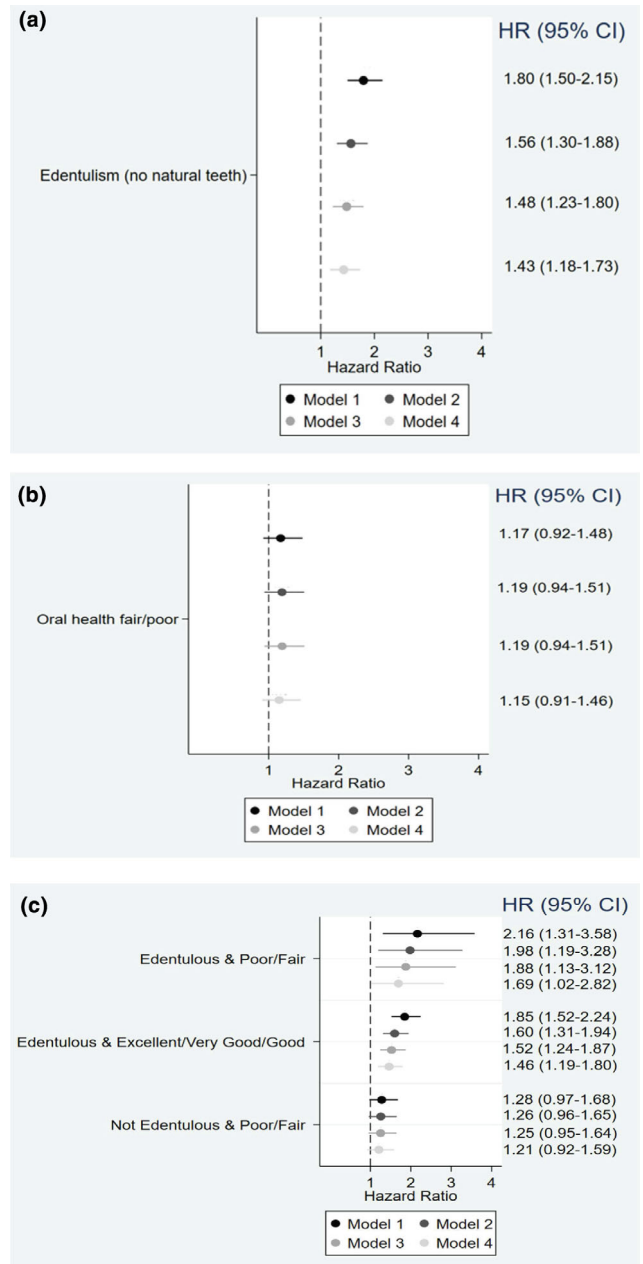 (a)
HR (95% CI)
1.80 (1.50-2.15)
1.56 (1.30-1.88)
Edentulism (no natural teeth)
1.48 (1.23-1.80)
1.43 (1.18-1.73)
1 2 3 4
Hazard Ratio
Model 1 Model 2
Model 3 Model 4
(b)
HR (95% CI)
1.17 (0.92-1.48)
1.19 (0.94-1.51)
Oral health fair/poor
1.19 (0.94-1.51)
1.15 (0.91-1.46)
1 2 3 4
Hazard Ratio
Model 1 Model 2
Model 3 Model 4
(c)
HR (95% CI)
2.16 (1.31-3.58)
1.98 (1.19-3.28)
Edentulous & Poor/Fair
1.88 (1.13-3.12)
1.69 (1.02-2.82)
1.85 (1.52-2.24)
1.60 (1.31-1.94)
Edentulous & Excellent/Very Good/Good
1.52 (1.24-1.87)
1.46 (1.19-1.80)
1.28 (0.97-1.68)
1.26 (0.96-1.65)
Not Edentulous & Poor/Fair
1.25 (0.95-1.64)
1.21 (0.92-1.59)
1 2 3 4
Hazard Ratio
Model 1 Model 2
Model 3 Model 4